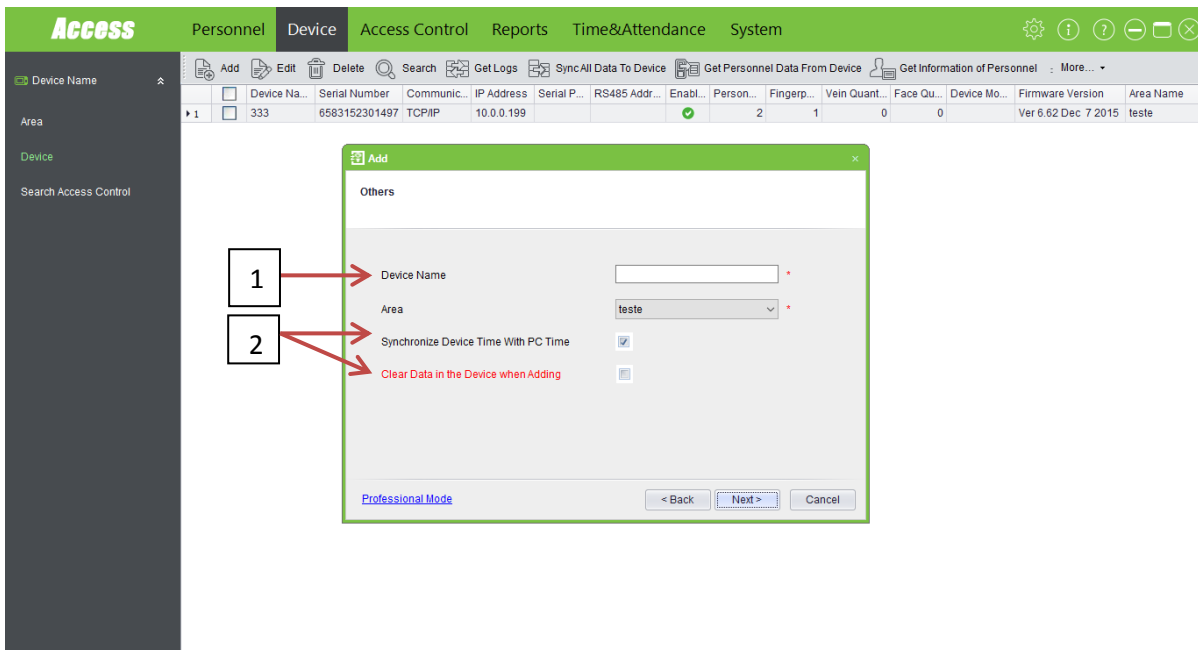 Access Personnel Device Access Control Reports Time&Attendance System
Device Name
Area
Device
Search Access Control
Add Edit Delete Search Get Logs Sync All Data To Device Get Personnel Data From Device Get Information of Personnel More...
Device Na... Serial Number Communic... IP Address Serial P... RS485 Addr... Enabl... Person... Fingerp... Vein Quant... Face Qu... Device Mo... Firmware Version Area Name
1 333 6583152301497 TCP/IP 10.0.0.199 2 1 0 0 Ver 6.62 Dec 7 2015 teste
Add
Others
1
Device Name *
Area teste *
2
Synchronize Device Time With PC Time
Clear Data in the Device when Adding
Professional Mode < Back Next > Cancel